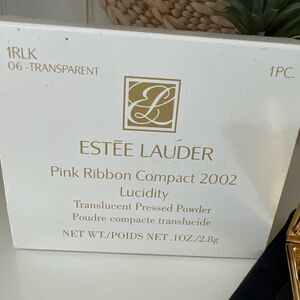 1RLK
06 -TRANSPARENT
1PC.
EL
ESTĒE LAUDER
Pink Ribbon Compact 2002
Lucidity
Translucent Pressed Powder
Poudre compacte translucide
NET WT./POIDS NET .1OZ./2.8g